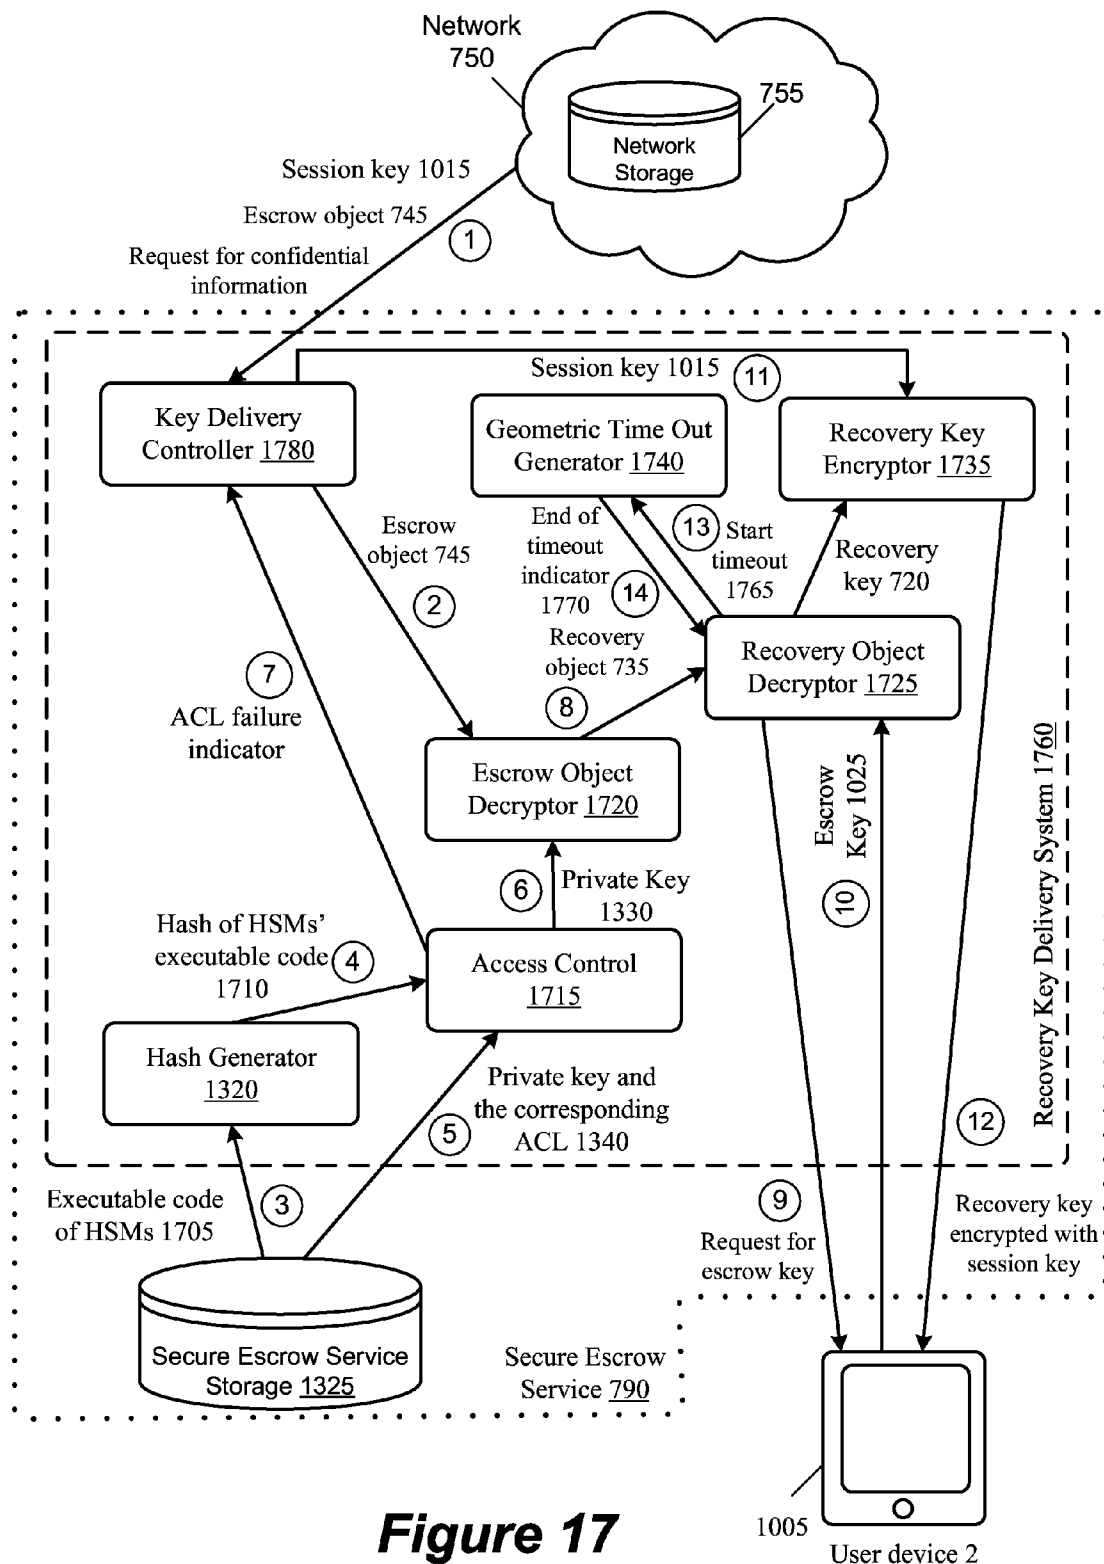 Network
750
755
Network
Storage
Session key 1015
Escrow object 745
1
Request for confidential
information
Session key 1015
11
Key Delivery
Controller 1780
Geometric Time Out
Generator 1740
Recovery Key
Encryptor 1735
Escrow
object 745
2
End of
timeout
indicator
1770
14
13
Start
timeout
1765
Recovery
key 720
Recovery
object 735
8
Recovery Object
Decryptor 1725
7
ACL failure
indicator
Escrow Object
Decryptor 1720
Escrow
Key 1025
10
Recovery Key Delivery System 1760
6
Private Key
1330
Hash of HSMs’
executable code
1710
4
Access Control
1715
Hash Generator
1320
Private key and
the corresponding
ACL 1340
5
12
Executable code
of HSMs 1705
3
9
Request for
escrow key
Recovery key
encrypted with
session key
Secure Escrow Service
Storage 1325
Secure Escrow
Service 790
1005
User device 2
Figure 17